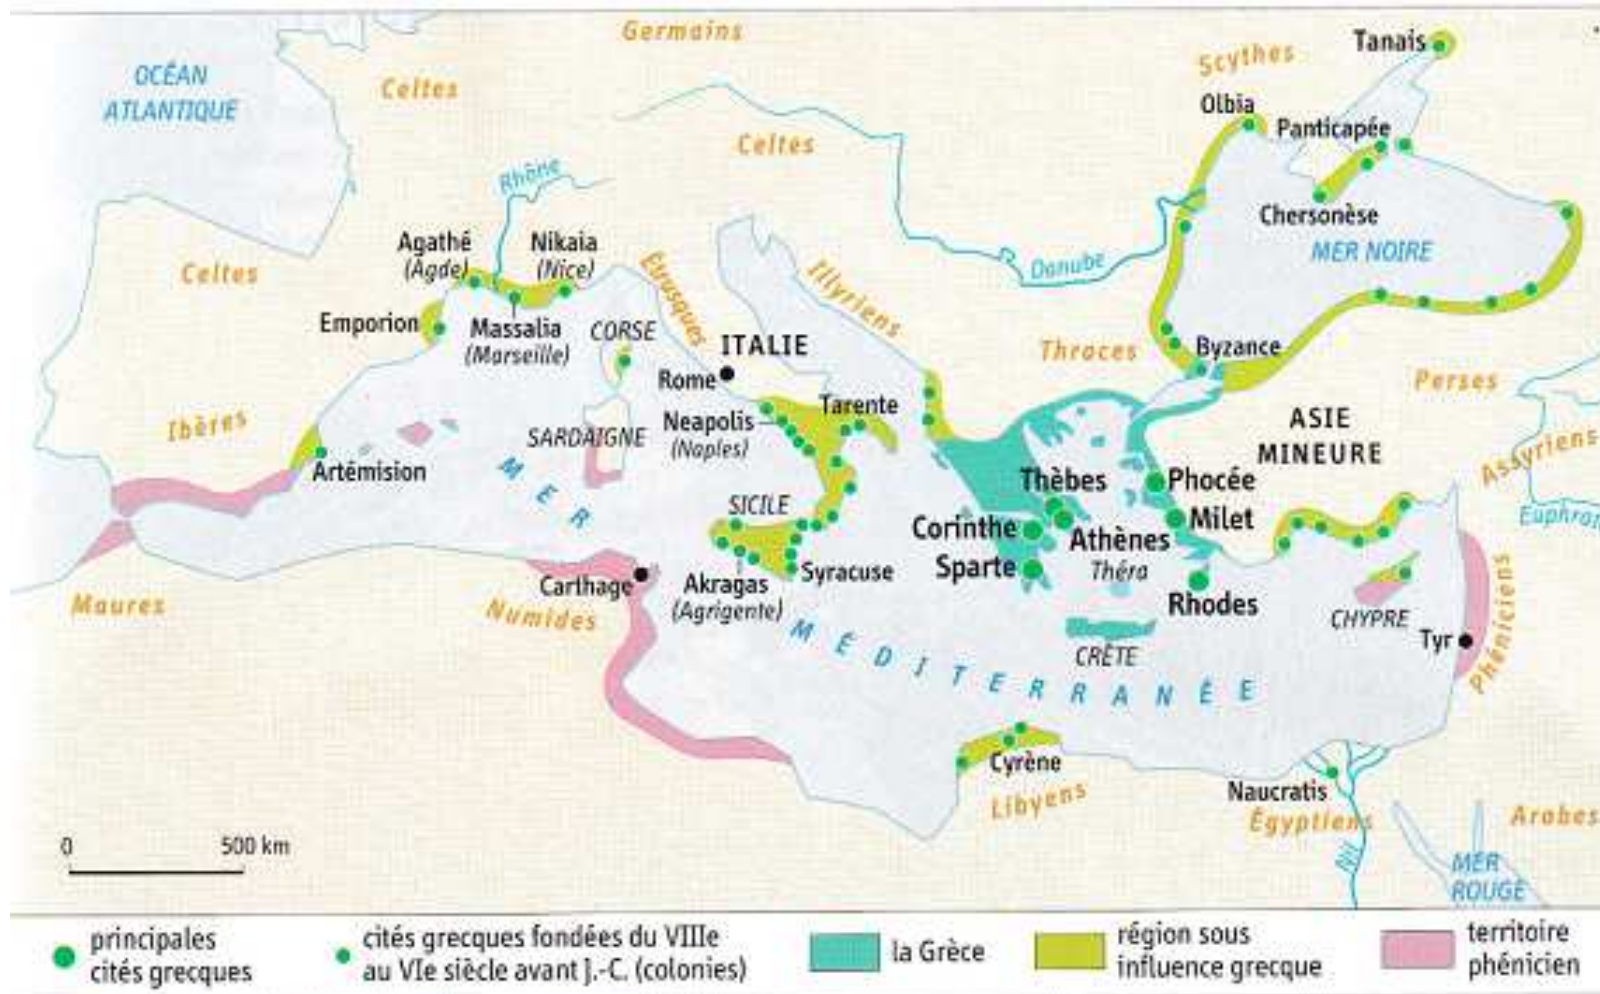 Germains
Tanais
OCÉAN
ATLANTIQUE
Celtes
Scythes
Olbia
Panticapée
Celtes
Rhône
Chersonèse
Agathé
(Agde)
Nikaia
(Nice)
Étrusques
Illyriens
Danube
MER NOIRE
Celtes
Emporion
Massalia
(Marseille)
CORSE
ITALIE
Thraces
Byzance
Rome
Perses
Ibères
SARDAIGNE
Neapolis
(Naples)
Tarente
ASIE
MINEURE
Assyriens
Artémision
MER
SICILE
Thèbes
Phocée
Corinthe
Milet
Athènes
Sparte
Théra
Carthage
Akragas
(Agrigente)
Syracuse
Rhodes
CHYPRE
Phéniciens
Maures
Numides
MÉDITERRANÉE
CRÈTE
Tyr
Cyrène
Libyens
Naucratis
Égyptiens
Arabes
Nil
MER
ROUGE
0 500 km
principales
cités grecques
cités grecques fondées du VIIIe
au VIe siècle avant J.-C. (colonies)
la Grèce
région sous
influence grecque
territoire
phénicien